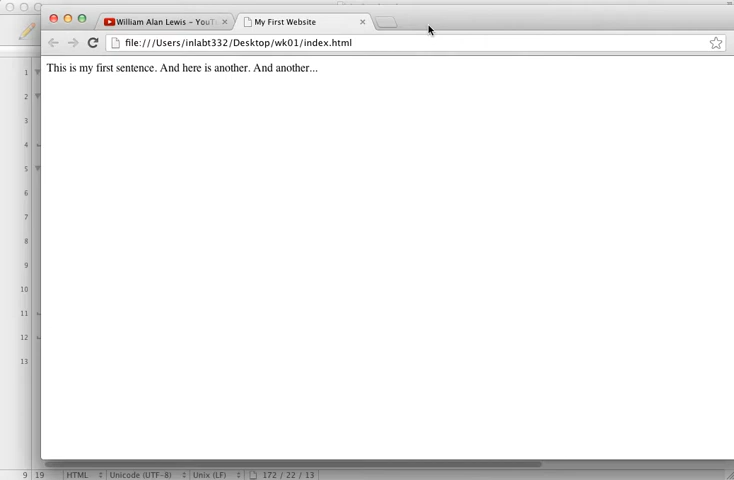 William Alan Lewis – YouT
My First Website
file:///Users/inlabt332/Desktop/wk01/index.html
This is my first sentence. And here is another. And another...
1
2
3
4
5
6
7
8
9
10
11
12
13
9 19 HTML Unicode (UTF-8) Unix (LF) 172 / 22 / 13